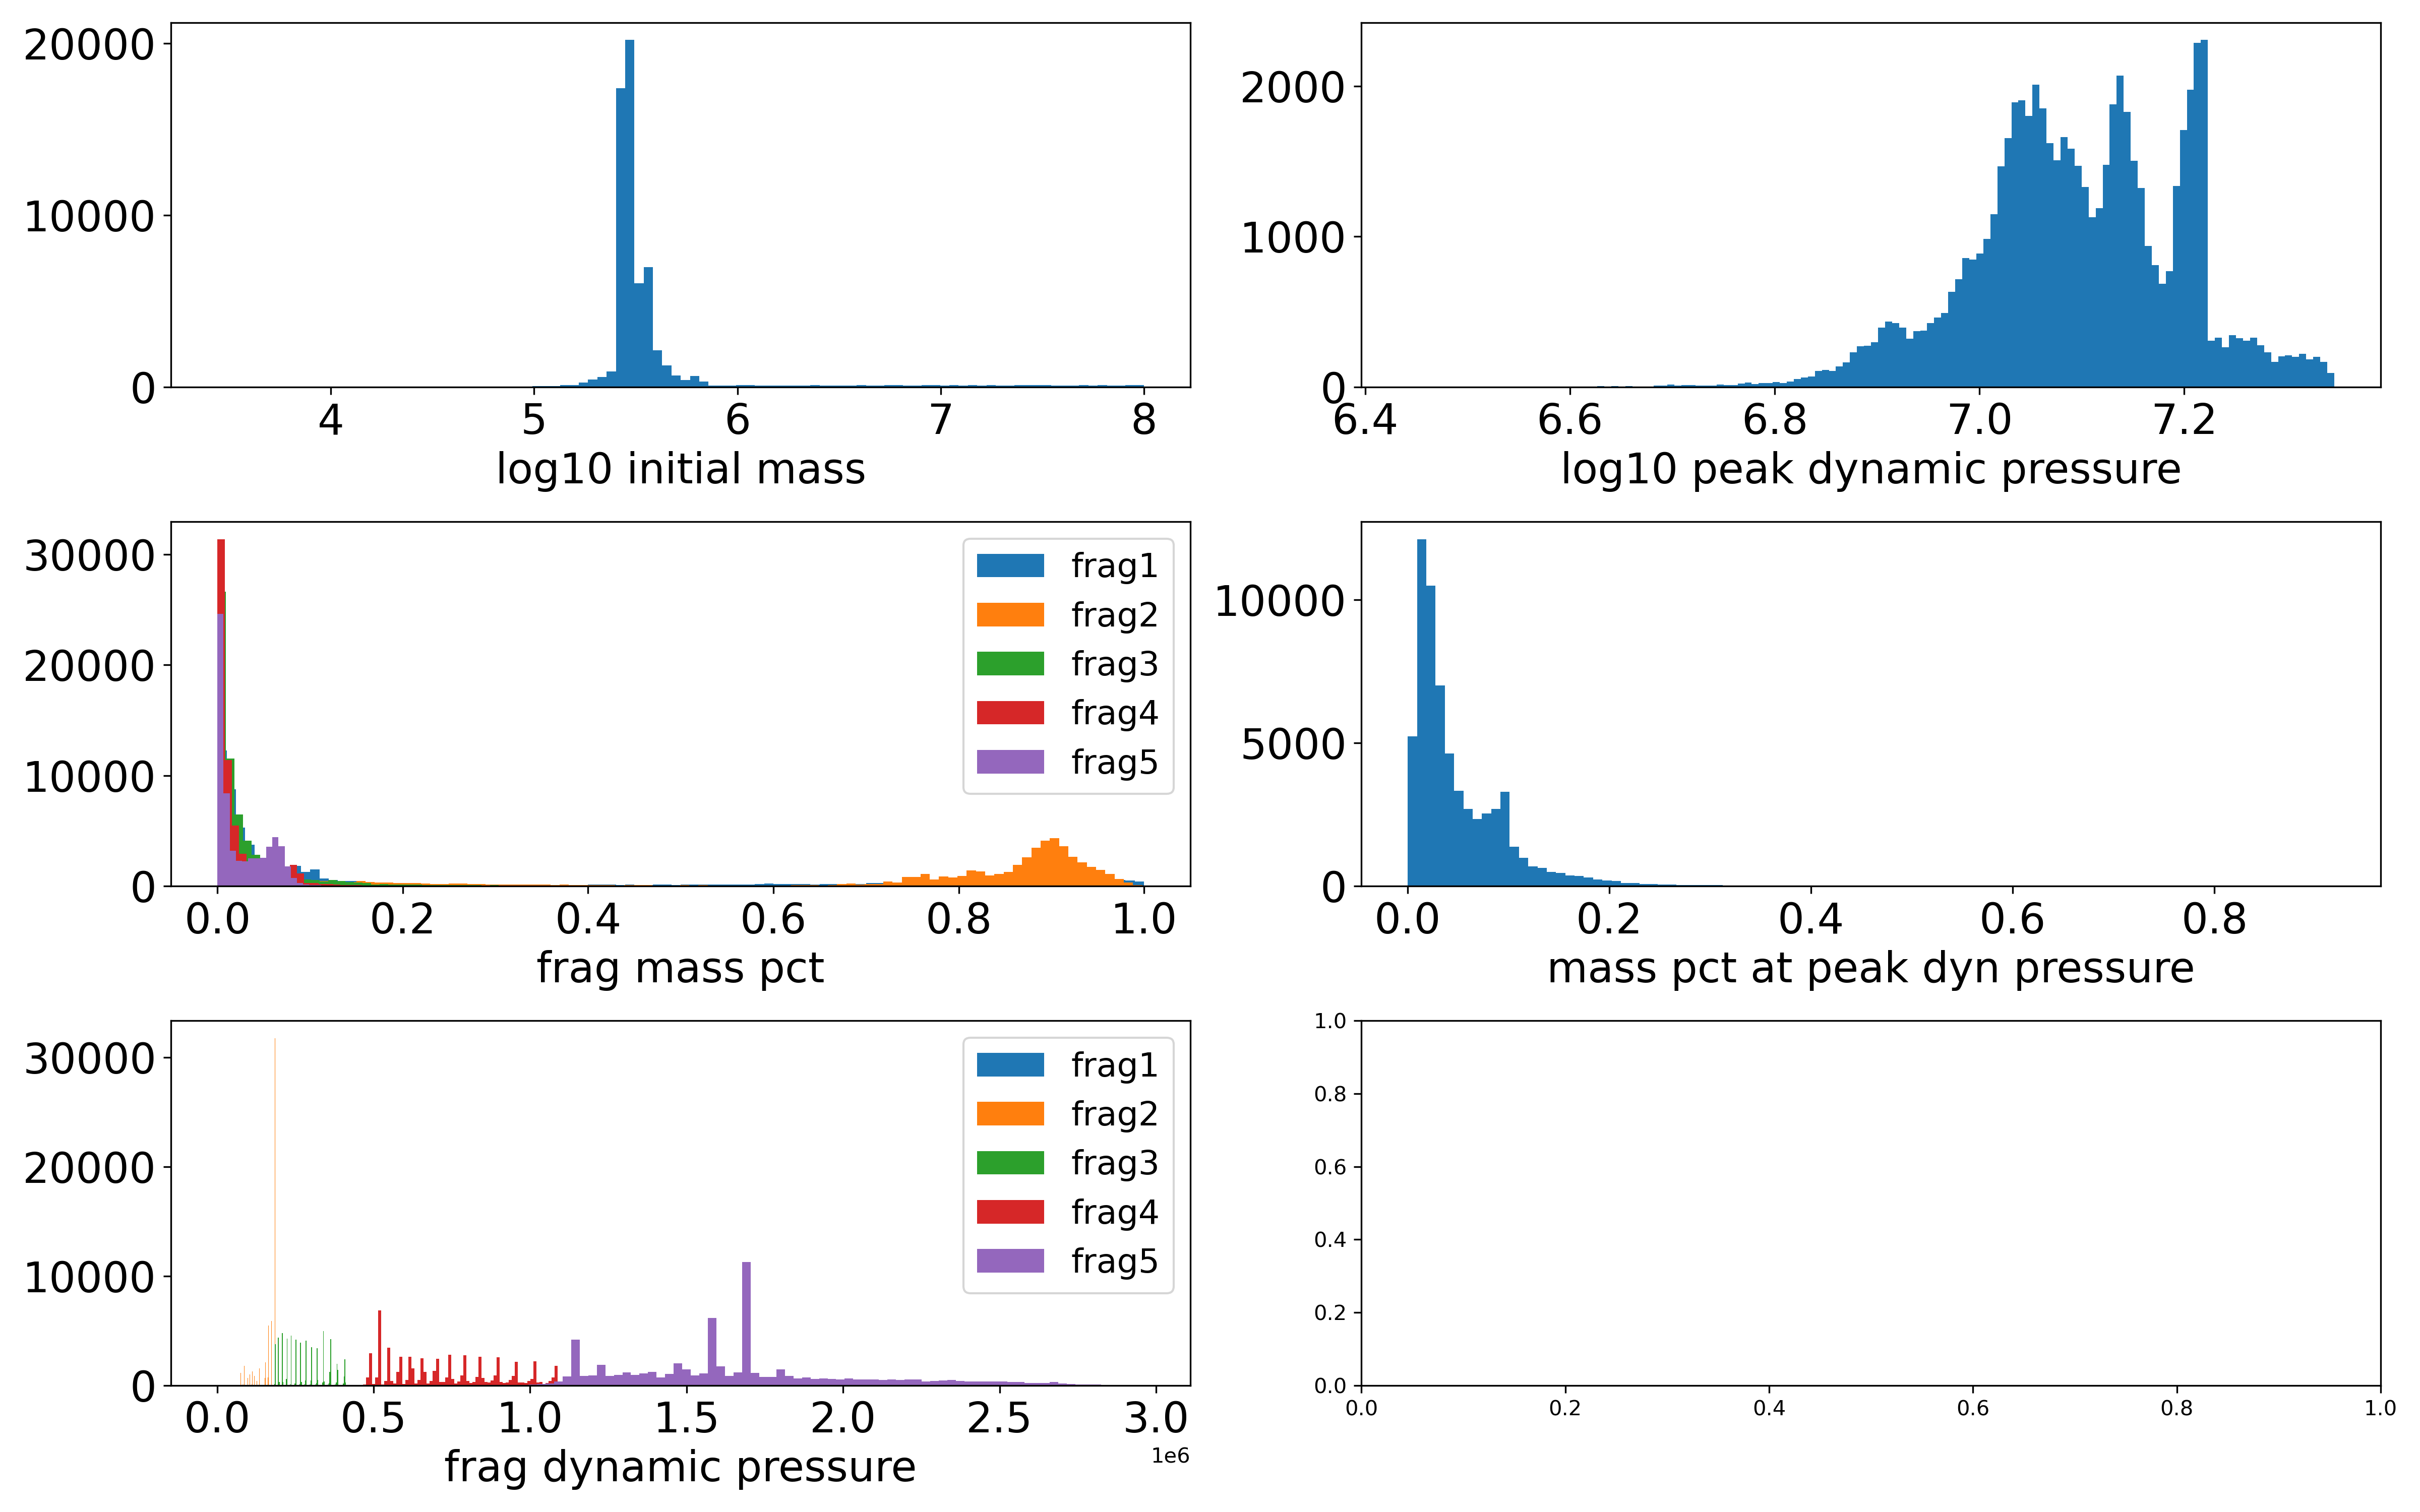 20000
10000
0
4 5 6 7 8
log10 initial mass
2000
1000
0
6.4 6.6 6.8 7.0 7.2
log10 peak dynamic pressure
30000
20000
10000
0
frag1
frag2
frag3
frag4
frag5
0.0 0.2 0.4 0.6 0.8 1.0
frag mass pct
10000
5000
0
0.0 0.2 0.4 0.6 0.8
mass pct at peak dyn pressure
30000
20000
10000
0
frag1
frag2
frag3
frag4
frag5
0.0 0.5 1.0 1.5 2.0 2.5 3.0
1e6
frag dynamic pressure
1.0
0.8
0.6
0.4
0.2
0.0
0.0 0.2 0.4 0.6 0.8 1.0